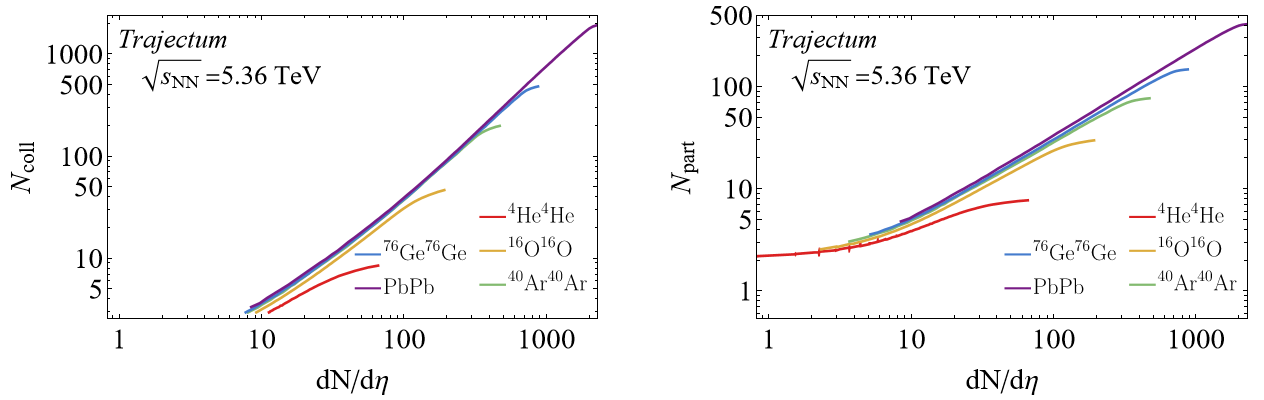 Trajectum
√sNN =5.36 TeV
1000
500
100
50
10
5
Ncoll
⁴He⁴He
⁷⁶Ge⁷⁶Ge
¹⁶O¹⁶O
PbPb
⁴⁰Ar⁴⁰Ar
1
10
100
1000
dN/dη
Trajectum
√sNN =5.36 TeV
500
100
50
10
5
1
Npart
⁴He⁴He
⁷⁶Ge⁷⁶Ge
¹⁶O¹⁶O
PbPb
⁴⁰Ar⁴⁰Ar
1
10
100
1000
dN/dη